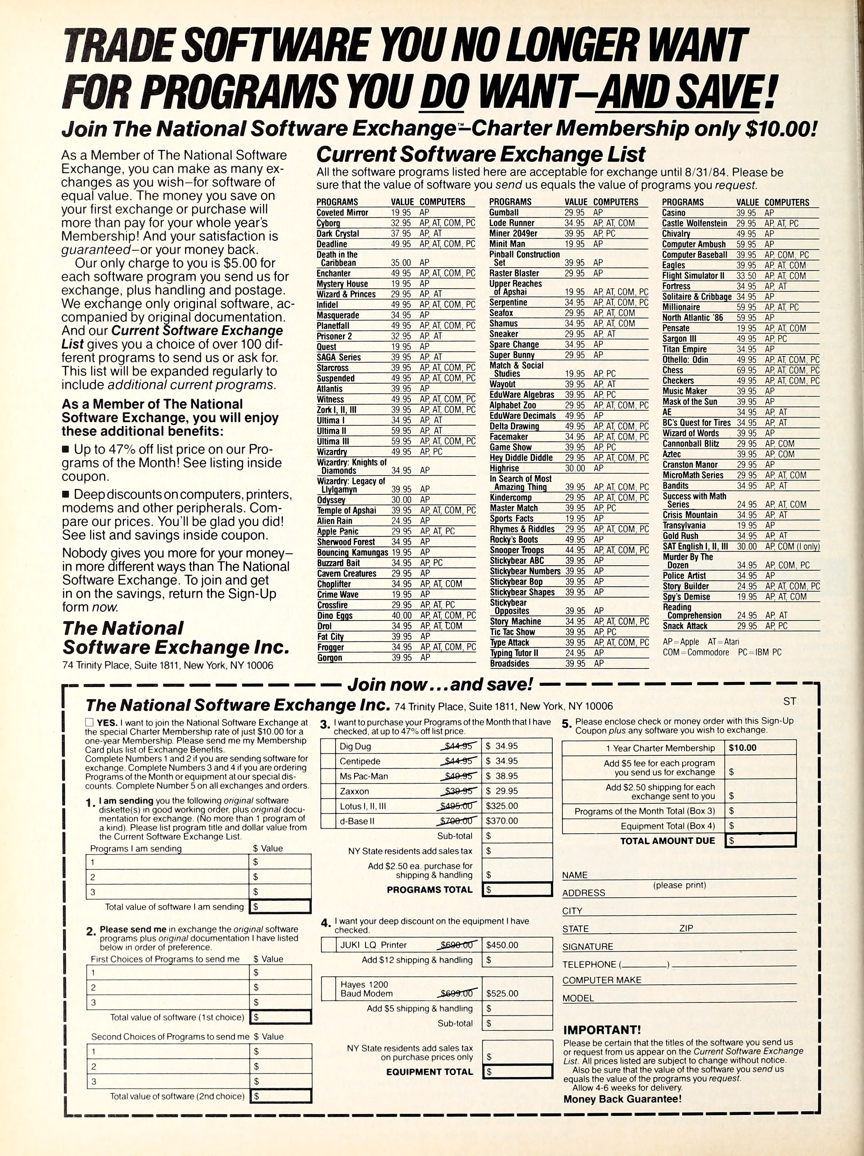 TRADE SOFTWARE YOU NO LONGER WANT
FOR PROGRAMS YOU DO WANT–AND SAVE!
Join The National Software Exchange™–Charter Membership only $10.00!
As a Member of The National Software
Exchange, you can make as many ex-
changes as you wish–for software of
equal value. The money you save on
your first exchange or purchase will
more than pay for your whole year's
Membership! And your satisfaction is
guaranteed–or your money back.
Our only charge to you is $5.00 for
each software program you send us for
exchange, plus handling and postage.
We exchange only original software, ac-
companied by original documentation.
And our Current Software Exchange
List gives you a choice of over 100 dif-
ferent programs to send us or ask for.
This list will be expanded regularly to
include additional current programs.
As a Member of The National
Software Exchange, you will enjoy
these additional benefits:
■ Up to 47% off list price on our Pro-
grams of the Month! See listing inside
coupon.
■ Deep discounts on computers, printers,
modems and other peripherals. Com-
pare our prices. You'll be glad you did!
See list and savings inside coupon.
Nobody gives you more for your money–
in more different ways than The National
Software Exchange. To join and get
in on the savings, return the Sign-Up
form now.
The National
Software Exchange Inc.
74 Trinity Place, Suite 1811, New York, NY 10006
Current Software Exchange List
All the software programs listed here are acceptable for exchange until 8/31/84. Please be
sure that the value of software you send us equals the value of programs you request.
PROGRAMS VALUE COMPUTERS
Coveted Mirror 19.95 AP
Cyborg 32.95 AP, AT, COM, PC
Dark Crystal 37.95 AP, AT
Deadline 49.95 AP, AT, COM, PC
Death in the
Caribbean 35.00 AP
Enchanter 49.95 AP, AT, COM, PC
Mystery House 19.95 AP
Wizard & Princes 29.95 AP, AT
Infidel 49.95 AP, AT, COM, PC
Masquerade 34.95 AP
Planetfall 49.95 AP, AT, COM, PC
Prisoner 2 32.95 AP, AT
Quest 19.95 AP
SAGA Series 39.95 AP, AT
Starcross 39.95 AP, AT, COM, PC
Suspended 49.95 AP, AT, COM, PC
Atlantis 39.95 AP
Witness 49.95 AP, AT, COM, PC
Zork I, II, III 39.95 AP, AT, COM, PC
Ultima I 34.95 AP, AT
Ultima II 59.95 AP, AT
Ultima III 59.95 AP, AT, COM, PC
Wizardry 49.95 AP, PC
Wizardry: Knights of
Diamonds 34.95 AP
Wizardry: Legacy of
Llylgamyn 39.95 AP
Odyssey 30.00 AP
Temple of Apshai 39.95 AP, AT, COM, PC
Alien Rain 24.95 AP
Apple Panic 29.95 AP, AT, PC
Sherwood Forest 34.95 AP
Bouncing Kamungas 19.95 AP
Buzzard Bait 34.95 AP, PC
Cavern Creatures 29.95 AP
Choplifter 34.95 AP, AT, COM
Crime Wave 19.95 AP
Crossfire 29.95 AP, AT, PC
Dino Eggs 40.00 AP, AT, COM, PC
Drol 34.95 AP, AT, COM
Fat City 39.95 AP
Frogger 34.95 AP, AT, COM, PC
Gorgon 39.95 AP
PROGRAMS VALUE COMPUTERS
Gumball 29.95 AP
Lode Runner 34.95 AP, AT, COM
Miner 2049er 39.95 AP, PC
Minit Man 19.95 AP
Pinball Construction
Set 39.95 AP
Raster Blaster 29.95 AP
Upper Reaches
of Apshai 19.95 AP, AT, COM, PC
Serpentine 34.95 AP, AT, COM, PC
Seafox 29.95 AP, AT, COM
Shamus 34.95 AP, AT, COM
Sneaker 29.95 AP, AT
Spare Change 34.95 AP
Super Bunny 29.95 AP
Match & Social
Studies 19.95 AP, PC
Wayout 39.95 AP, AT
EduWare Algebras 39.95 AP, PC
Alphabet Zoo 29.95 AP, AT, COM, PC
EduWare Decimals 49.95 AP
Delta Drawing 49.95 AP, AT, COM, PC
Facemaker 34.95 AP, AT, COM, PC
Game Show 39.95 AP, PC
Hey Diddle Diddle 29.95 AP, AT, COM, PC
Highrise 30.00 AP
In Search of Most
Amazing Thing 39.95 AP, AT, COM, PC
Kindercomp 29.95 AP, AT, COM, PC
Master Match 39.95 AP, PC
Sports Facts 19.95 AP
Rhymes & Riddles 29.95 AP, AT, COM, PC
Rocky's Boots 49.95 AP
Snooper Troops 44.95 AP, AT, COM, PC
Stickybear ABC 39.95 AP
Stickybear Numbers 39.95 AP
Stickybear Bop 39.95 AP
Stickybear Shapes 39.95 AP
Stickybear
Opposites 39.95 AP
Story Machine 34.95 AP, AT, COM, PC
Tic Tac Show 39.95 AP, PC
Type Attack 39.95 AP, AT, COM, PC
Typing Tutor II 24.95 AP
Broadsides 39.95 AP
PROGRAMS VALUE COMPUTERS
Casino 39.95 AP
Castle Wolfenstein 29.95 AP, AT, PC
Chivalry 49.95 AP
Computer Ambush 59.95 AP
Computer Baseball 39.95 AP, COM, PC
Eagles 39.95 AP, AT, COM
Flight Simulator II 33.50 AP, AT, COM
Fortress 34.95 AP, AT
Solitaire & Cribbage 34.95 AP
Millionaire 59.95 AP, AT, PC
North Atlantic '86 59.95 AP
Pensate 19.95 AP, AT, COM
Sargon III 49.95 AP, PC
Titan Empire 34.95 AP
Othello: Odin 49.95 AP, AT, COM, PC
Chess 69.95 AP, AT, COM, PC
Checkers 49.95 AP, AT, COM, PC
Music Maker 39.95 AP
Mask of the Sun 39.95 AP
AE 34.95 AP, AT
BC's Quest for Tires 34.95 AP, AT
Wizard of Words 39.95 AP
Cannonball Blitz 29.95 AP, COM
Aztec 39.95 AP, COM
Cranston Manor 29.95 AP
MicroMath Series 29.95 AP, AT, COM
Bandits 34.95 AP, AT
Success with Math
Series 24.95 AP, AT, COM
Crisis Mountain 34.95 AP, AT
Transylvania 19.95 AP
Gold Rush 34.95 AP, AT
SAT English I, II, III 30.00 AP, COM (I only)
Murder By The
Dozen 34.95 AP, COM, PC
Police Artist 34.95 AP
Story Builder 24.95 AP, AT, COM, PC
Spy's Demise 19.95 AP, AT, COM
Reading
Comprehension 24.95 AP, AT
Snack Attack 29.95 AP, PC
AP=Apple AT=Atari
COM=Commodore PC=IBM PC
Join now...and save!
The National Software Exchange Inc. 74 Trinity Place, Suite 1811, New York, NY 10006
ST
□ YES. I want to join the National Software Exchange at
the special Charter Membership rate of just $10.00 for a
one-year Membership. Please send me my Membership
Card plus list of Exchange Benefits.
Complete Numbers 1 and 2 if you are sending software for
exchange. Complete Numbers 3 and 4 if you are ordering
Programs of the Month or equipment at our special dis-
counts. Complete Number 5 on all exchanges and orders.
1. I am sending you the following original software
diskette(s) in good working order, plus original docu-
mentation for exchange. (No more than 1 program of
a kind). Please list program title and dollar value from
the Current Software Exchange List.
Programs I am sending $ Value
1 $
2 $
3 $
Total value of software I am sending $
2. Please send me in exchange the original software
programs plus original documentation I have listed
below in order of preference.
First Choices of Programs to send me $ Value
1 $
2 $
3 $
Total value of software (1st choice) $
Second Choices of Programs to send me $ Value
1 $
2 $
3 $
Total value of software (2nd choice) $
3. I want to purchase your Programs of the Month that I have
checked, at up to 47% off list price.
Dig Dug $44.95 $ 34.95
Centipede $44.95 $ 34.95
Ms Pac-Man $49.95 $ 38.95
Zaxxon $39.95 $ 29.95
Lotus I, II, III $495.00 $325.00
d-Base II $700.00 $370.00
Sub-total $
NY State residents add sales tax $
Add $2.50 ea. purchase for
shipping & handling $
PROGRAMS TOTAL $
4. I want your deep discount on the equipment I have
checked.
JUKI LQ Printer $690.00 $450.00
Add $12 shipping & handling $
Hayes 1200
Baud Modem $699.00 $525.00
Add $5 shipping & handling $
Sub-total $
NY State residents add sales tax
on purchase prices only $
EQUIPMENT TOTAL $
5. Please enclose check or money order with this Sign-Up
Coupon plus any software you wish to exchange.
1 Year Charter Membership $10.00
Add $5 fee for each program
you send us for exchange $
Add $2.50 shipping for each
exchange sent to you $
Programs of the Month Total (Box 3) $
Equipment Total (Box 4) $
TOTAL AMOUNT DUE $
NAME
(please print)
ADDRESS
CITY
STATE ZIP
SIGNATURE
TELEPHONE (________)
COMPUTER MAKE
MODEL
IMPORTANT!
Please be certain that the titles of the software you send us
or request from us appear on the Current Software Exchange
List. All prices listed are subject to change without notice.
Also be sure that the value of the software you send us
equals the value of the programs you request.
Allow 4-6 weeks for delivery.
Money Back Guarantee!